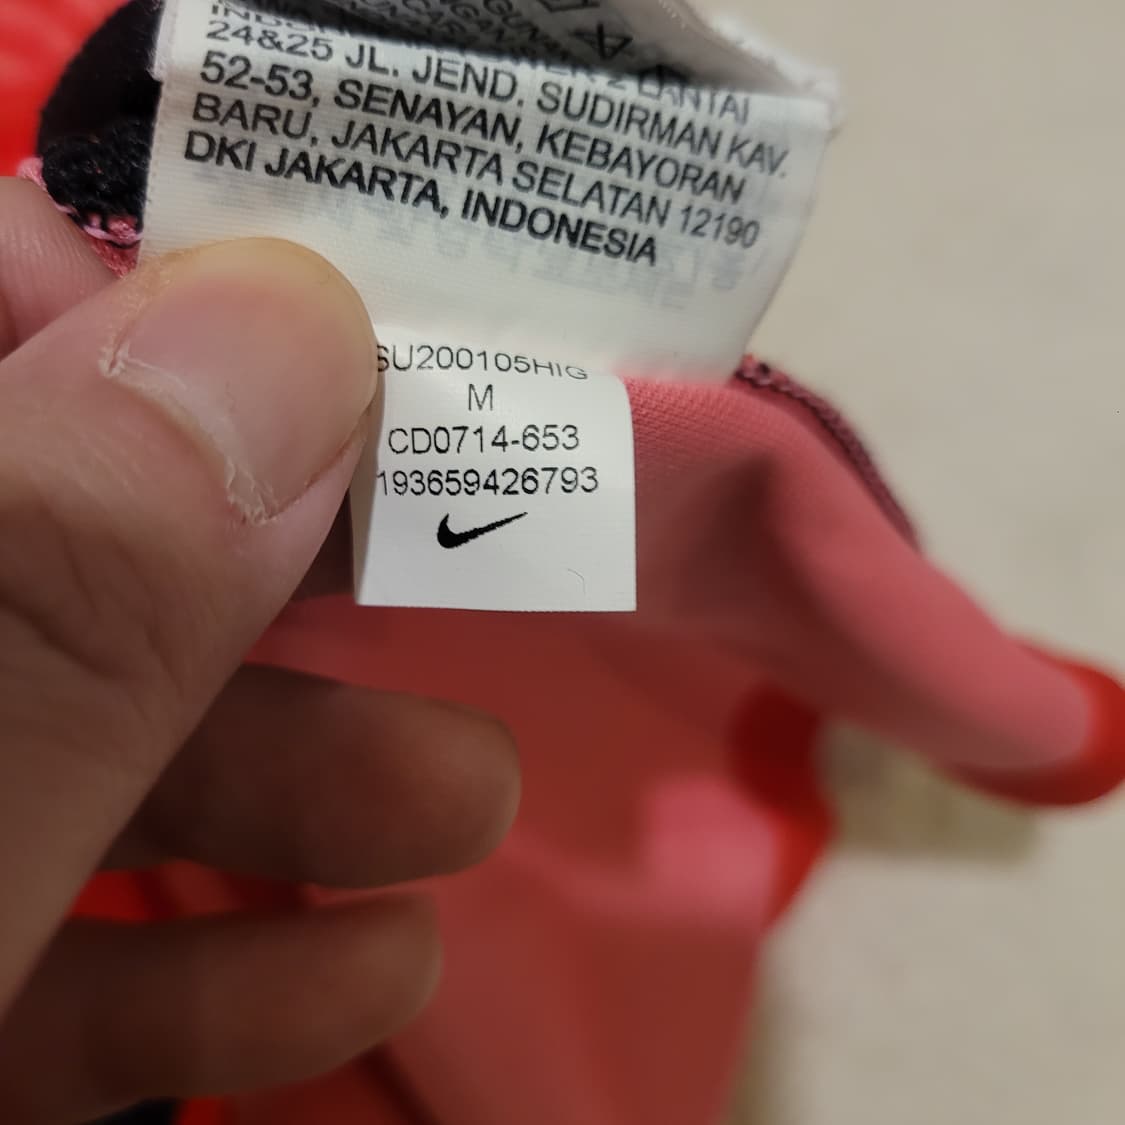 24&25 JL. JEND. SUDIRMAN KAV.
52-53, SENAYAN, KEBAYORAN
BARU, JAKARTA SELATAN 12190
DKI JAKARTA, INDONESIA
SU200105HIG
M
CD0714-653
193659426793